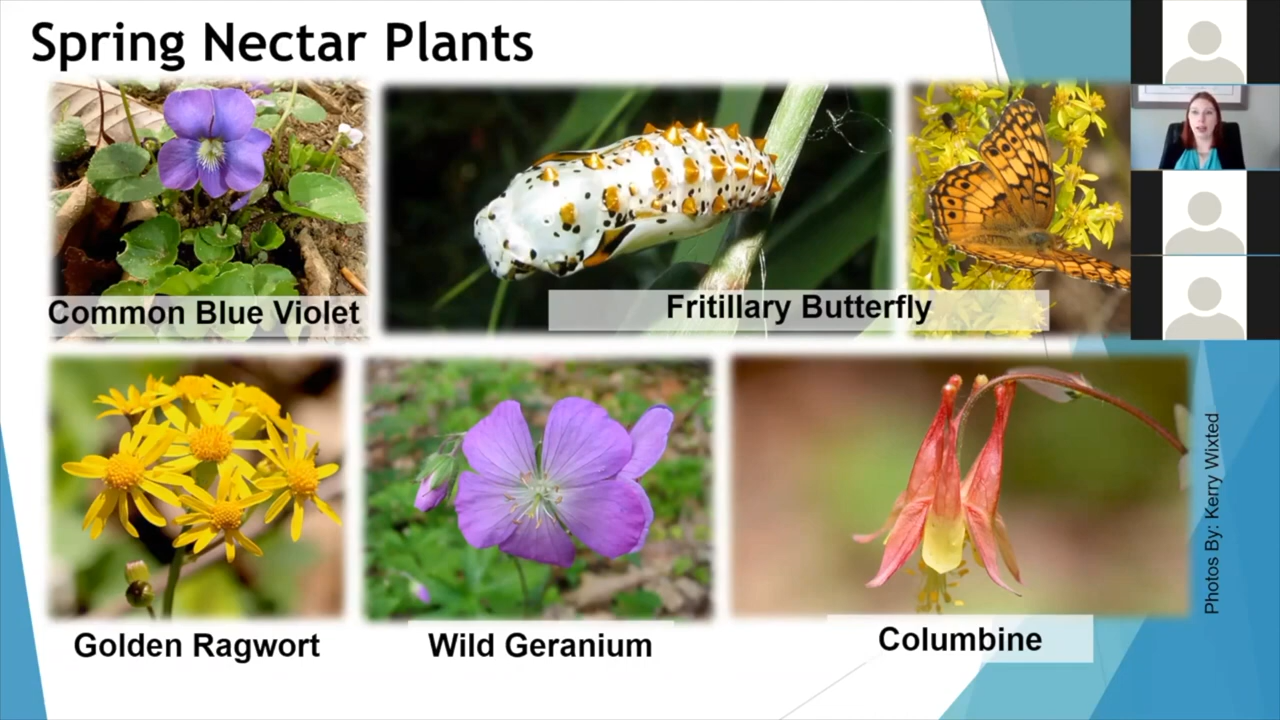 Spring Nectar Plants
Common Blue Violet
Fritillary Butterfly
Golden Ragwort
Wild Geranium
Columbine
Photos By: Kerry Wixted